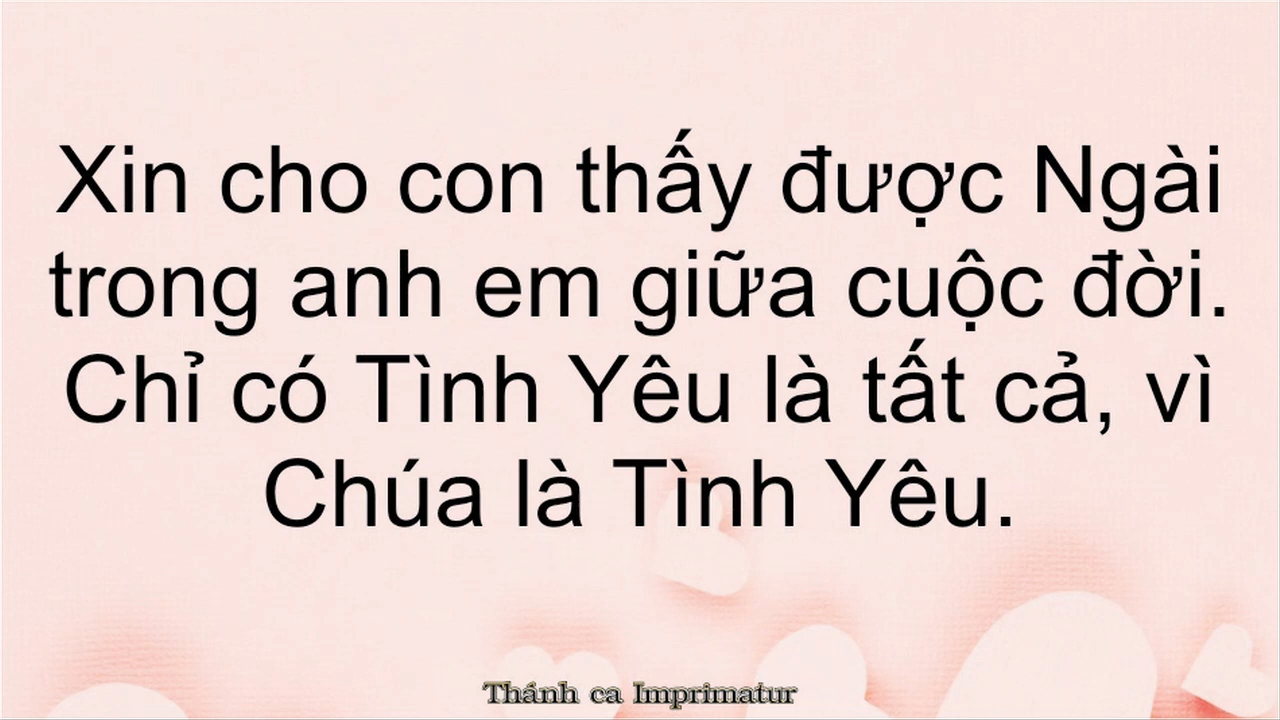 Xin cho con thấy được Ngài
trong anh em giữa cuộc đời.
Chỉ có Tình Yêu là tất cả, vì
Chúa là Tình Yêu.
Thánh ca Imprimatur